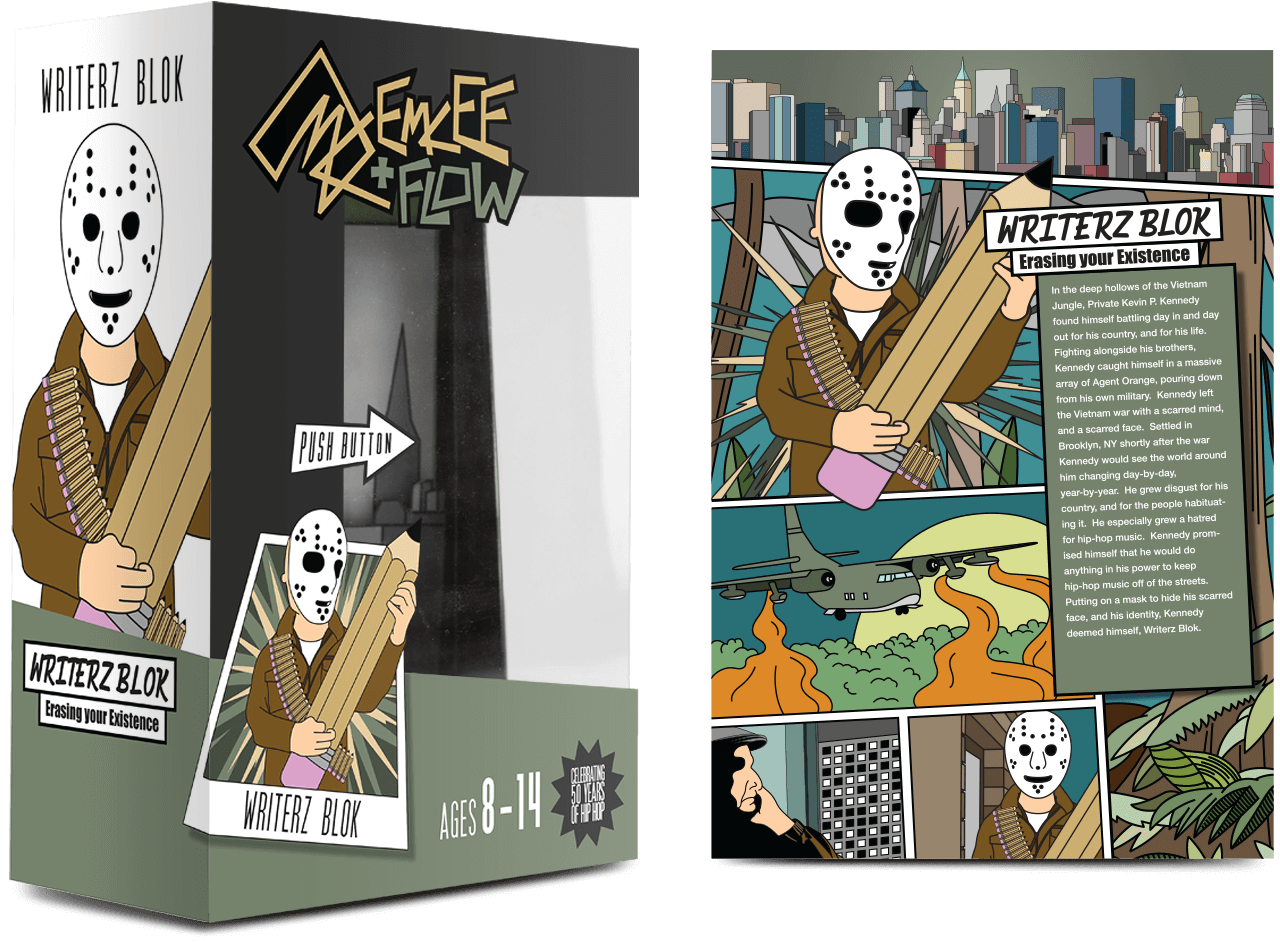 WRITERZ BLOK
EMCEE
+FLOW
PUSH BUTTON
WRITERZ BLOK
Erasing your Existence
WRITERZ BLOK
AGES 8-14
CELEBRATING
50 YEARS
OF HIP HOP
WRITERZ BLOK
Erasing your Existence
In the deep hollows of the Vietnam
Jungle, Private Kevin P. Kennedy
found himself battling day in and day
out for his country, and for his life.
Fighting alongside his brothers,
Kennedy caught himself in a massive
array of Agent Orange, pouring down
from his own military.  Kennedy left
the Vietnam war with a scarred mind,
and a scarred face.  Settled in
Brooklyn, NY shortly after the war
Kennedy would see the world around
him changing day-by-day,
year-by-year.  He grew disgust for his
country, and for the people habituat-
ing it.  He especially grew a hatred
for hip-hop music.  Kennedy prom-
ised himself that he would do
anything in his power to keep
hip-hop music off of the streets.
Putting on a mask to hide his scarred
face, and his identity, Kennedy
deemed himself, Writerz Blok.